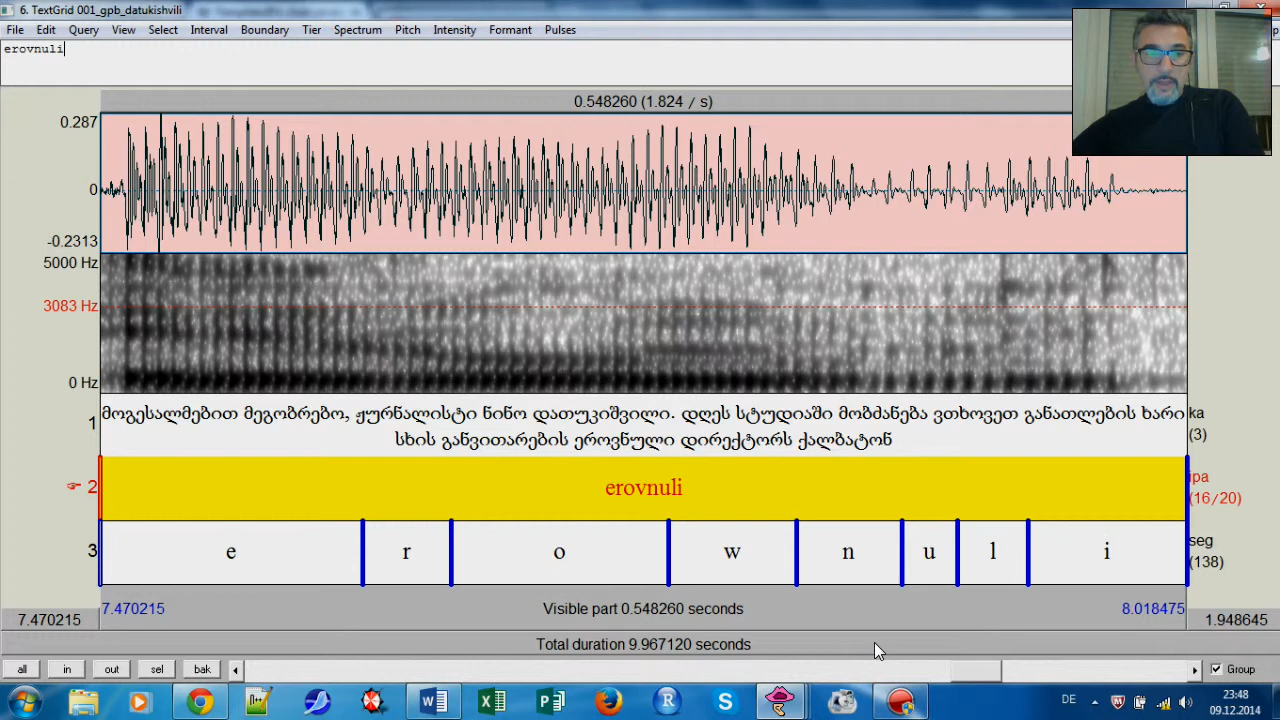 6. TextGrid 001_gpb_datukishvili
File Edit Query View Select Interval Boundary Tier Spectrum Pitch Intensity Formant Pulses
erovnuli
0.548260 (1.824 / s)
0.287
0
-0.2313
5000 Hz
3083 Hz
0 Hz
მოგესალმებით მეგობრებო, ჟურნალისტი ნინო დათუკიშვილი. დღეს სტუდიაში მობძანება ვთხოვეთ განათლების ხარი
სხის განვითარების ეროვნული დირექტორს ქალბატონ
1 ka
(3)
2 erovnuli ipa
(16/20)
3 e r o w n u l i seg
(138)
7.470215 Visible part 0.548260 seconds 8.018475
7.470215 1.948645
Total duration 9.967120 seconds
all in out sel bak Group
DE 23:48
09.12.2014